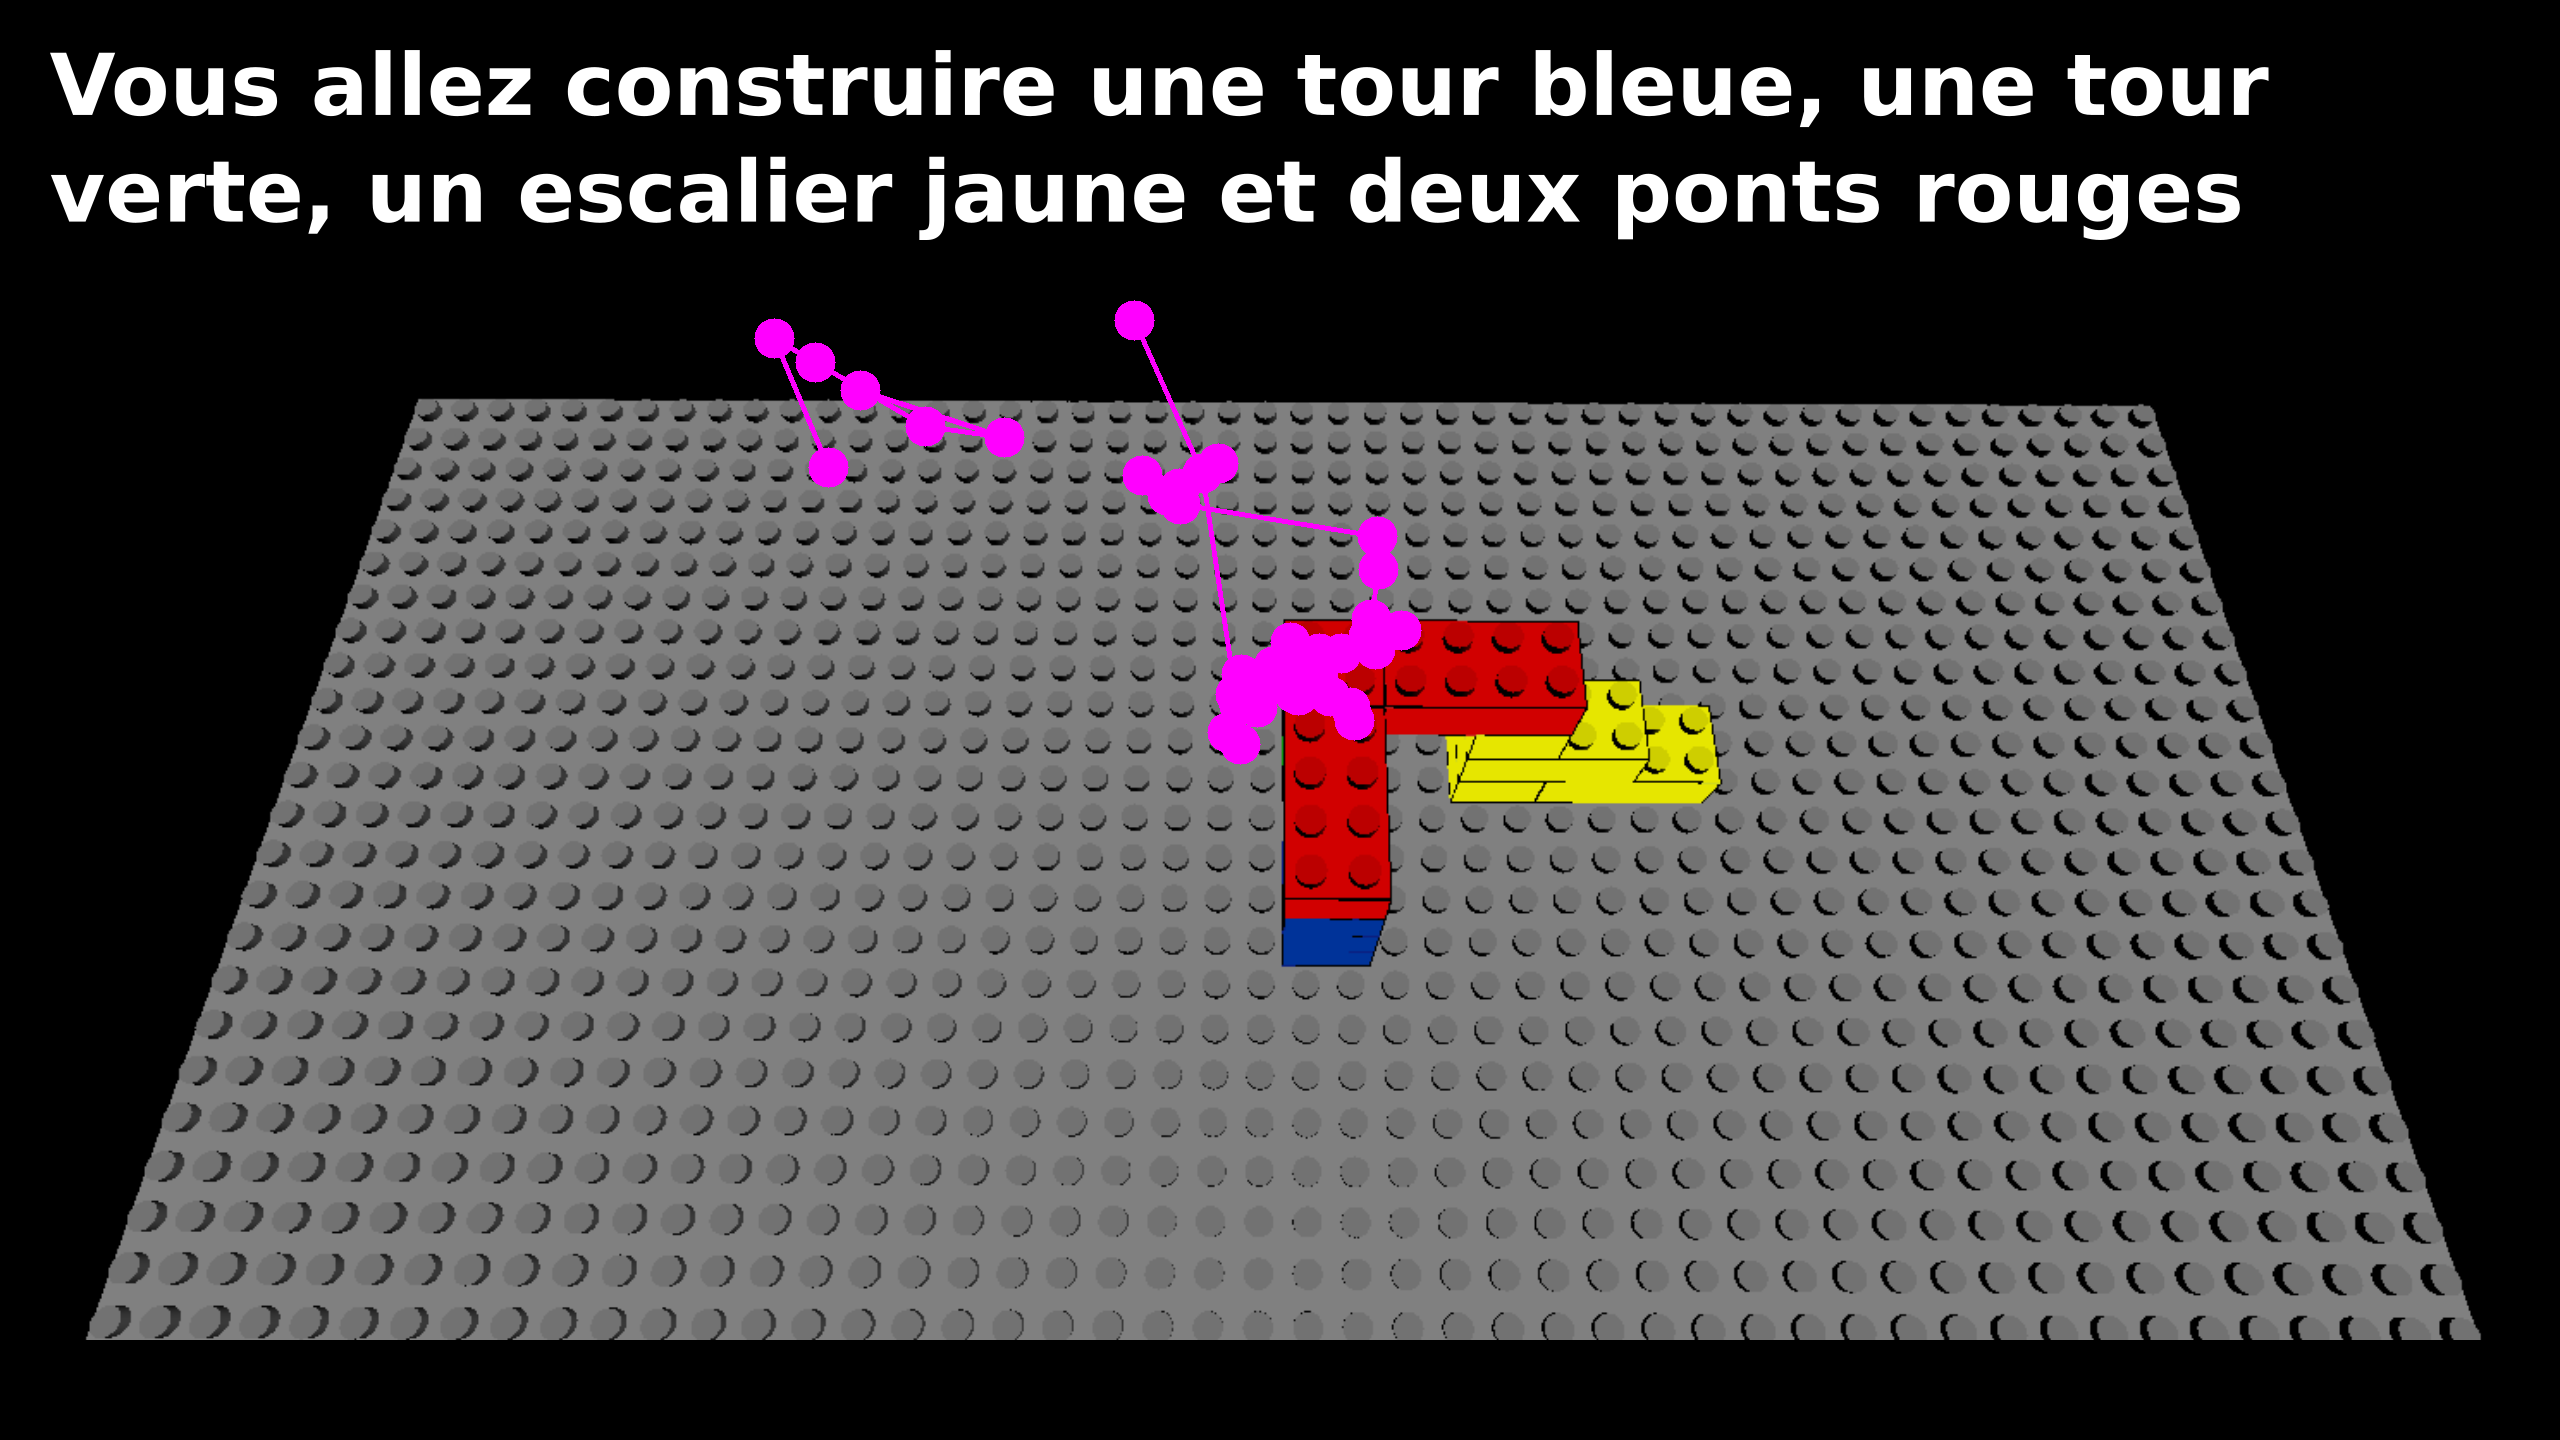 Vous allez construire une tour bleue, une tour
verte, un escalier jaune et deux ponts rouges